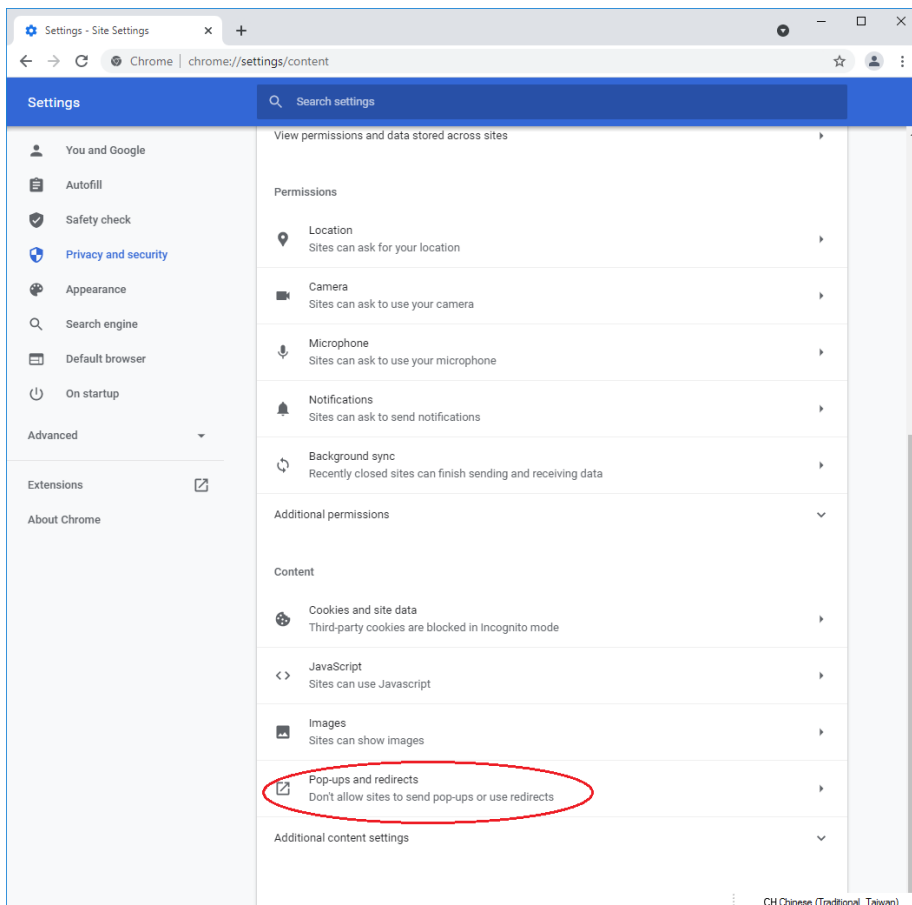 Settings - Site Settings
Chrome | chrome://settings/content
Settings
Search settings
You and Google
Autofill
Safety check
Privacy and security
Appearance
Search engine
Default browser
On startup
Advanced
Extensions
About Chrome
View permissions and data stored across sites
Permissions
Location
Sites can ask for your location
Camera
Sites can ask to use your camera
Microphone
Sites can ask to use your microphone
Notifications
Sites can ask to send notifications
Background sync
Recently closed sites can finish sending and receiving data
Additional permissions
Content
Cookies and site data
Third-party cookies are blocked in Incognito mode
JavaScript
Sites can use Javascript
Images
Sites can show images
Pop-ups and redirects
Don't allow sites to send pop-ups or use redirects
Additional content settings
CH Chinese (Traditional, Taiwan)